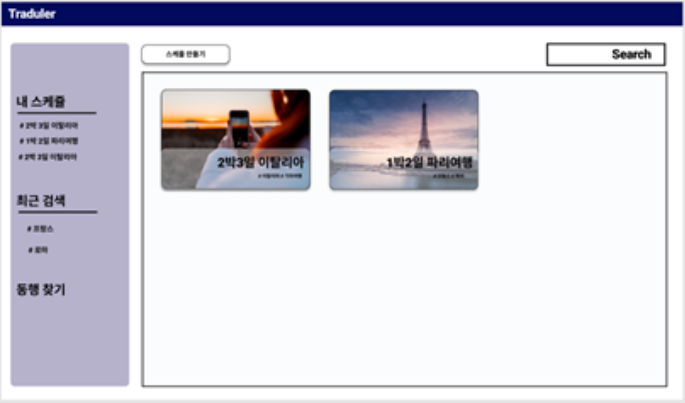 Traduler
스케줄 만들기
Search
내 스케줄
# 2박 3일 이탈리아
# 1박 2일 파리여행
# 2박 3일 이탈리아
최근 검색
# 프랑스
# 로마
동행 찾기
2박3일 이탈리아
1박2일 파리여행